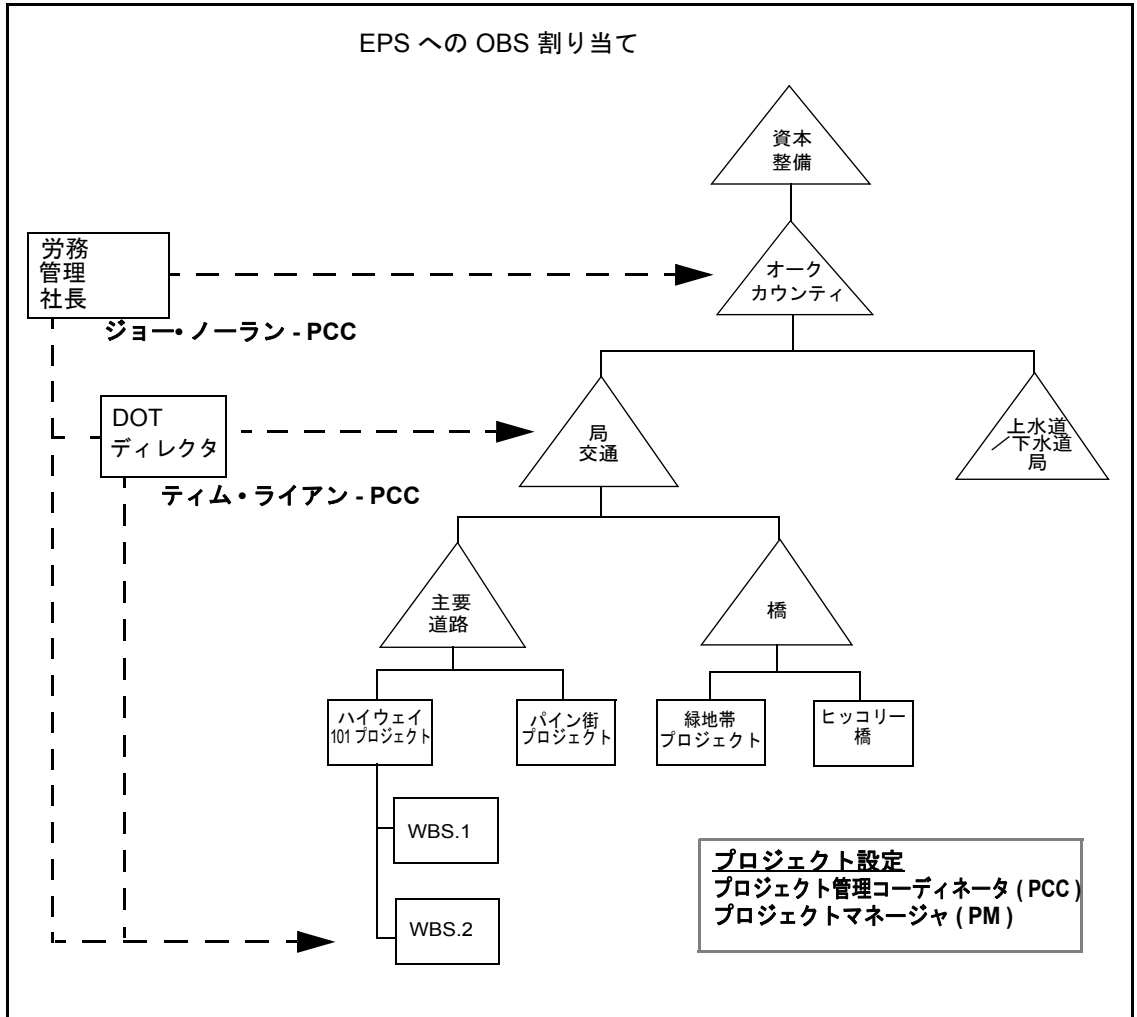 EPS への OBS 割り当て
資本
整備
労務
管理
社長
オーク
カウンティ
ジョー・ノーラン - PCC
DOT
ディレクタ
局
交通
上水道
／下水道
局
ティム・ライアン - PCC
主要
道路
橋
ハイウェイ
101 プロジェクト
パイン街
プロジェクト
緑地帯
プロジェクト
ヒッコリー
橋
WBS.1
WBS.2
プロジェクト設定
プロジェクト管理コーディネータ ( PCC )
プロジェクトマネージャ ( PM )